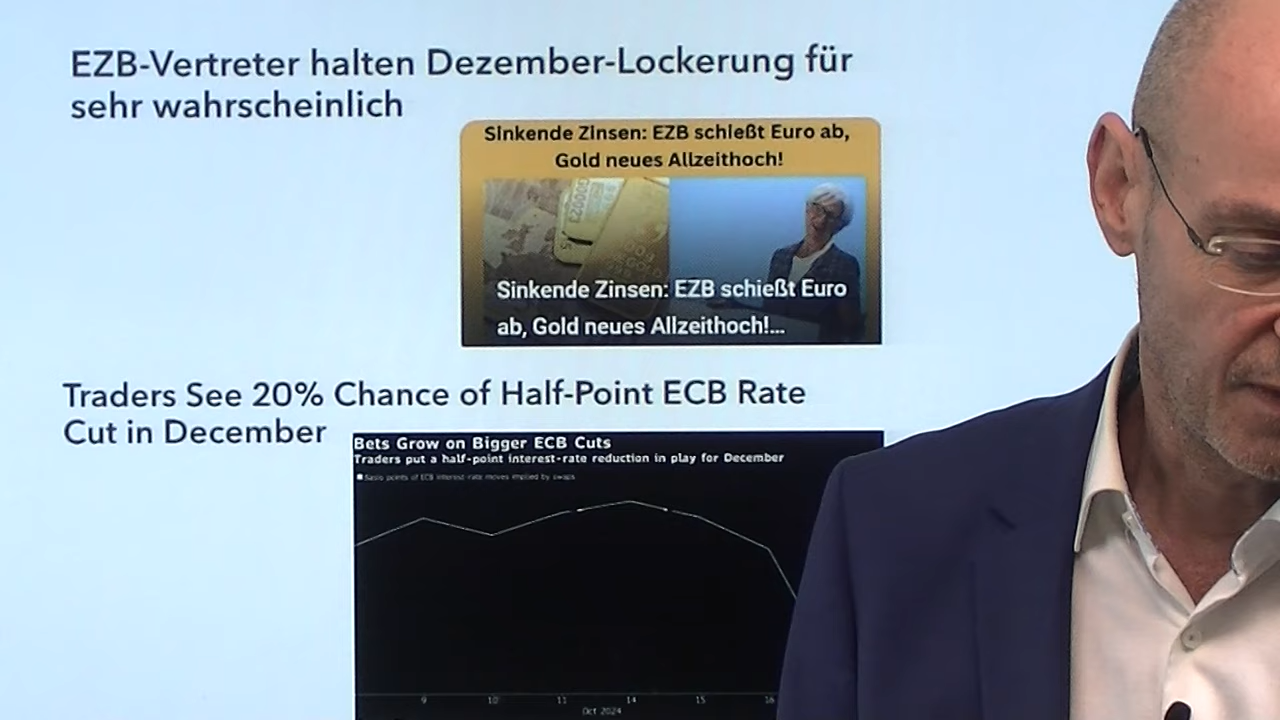 EZB-Vertreter halten Dezember-Lockerung für
sehr wahrscheinlich
Sinkende Zinsen: EZB schießt Euro ab,
Gold neues Allzeithoch!
Sinkende Zinsen: EZB schießt Euro
ab, Gold neues Allzeithoch!...
Traders See 20% Chance of Half-Point ECB Rate
Cut in December
Bets Grow on Bigger ECB Cuts
Traders put a half-point interest-rate reduction in play for December
Basis points of ECB interest-rate moves implied by swaps
9 10 11 14 15 16
Oct 2024